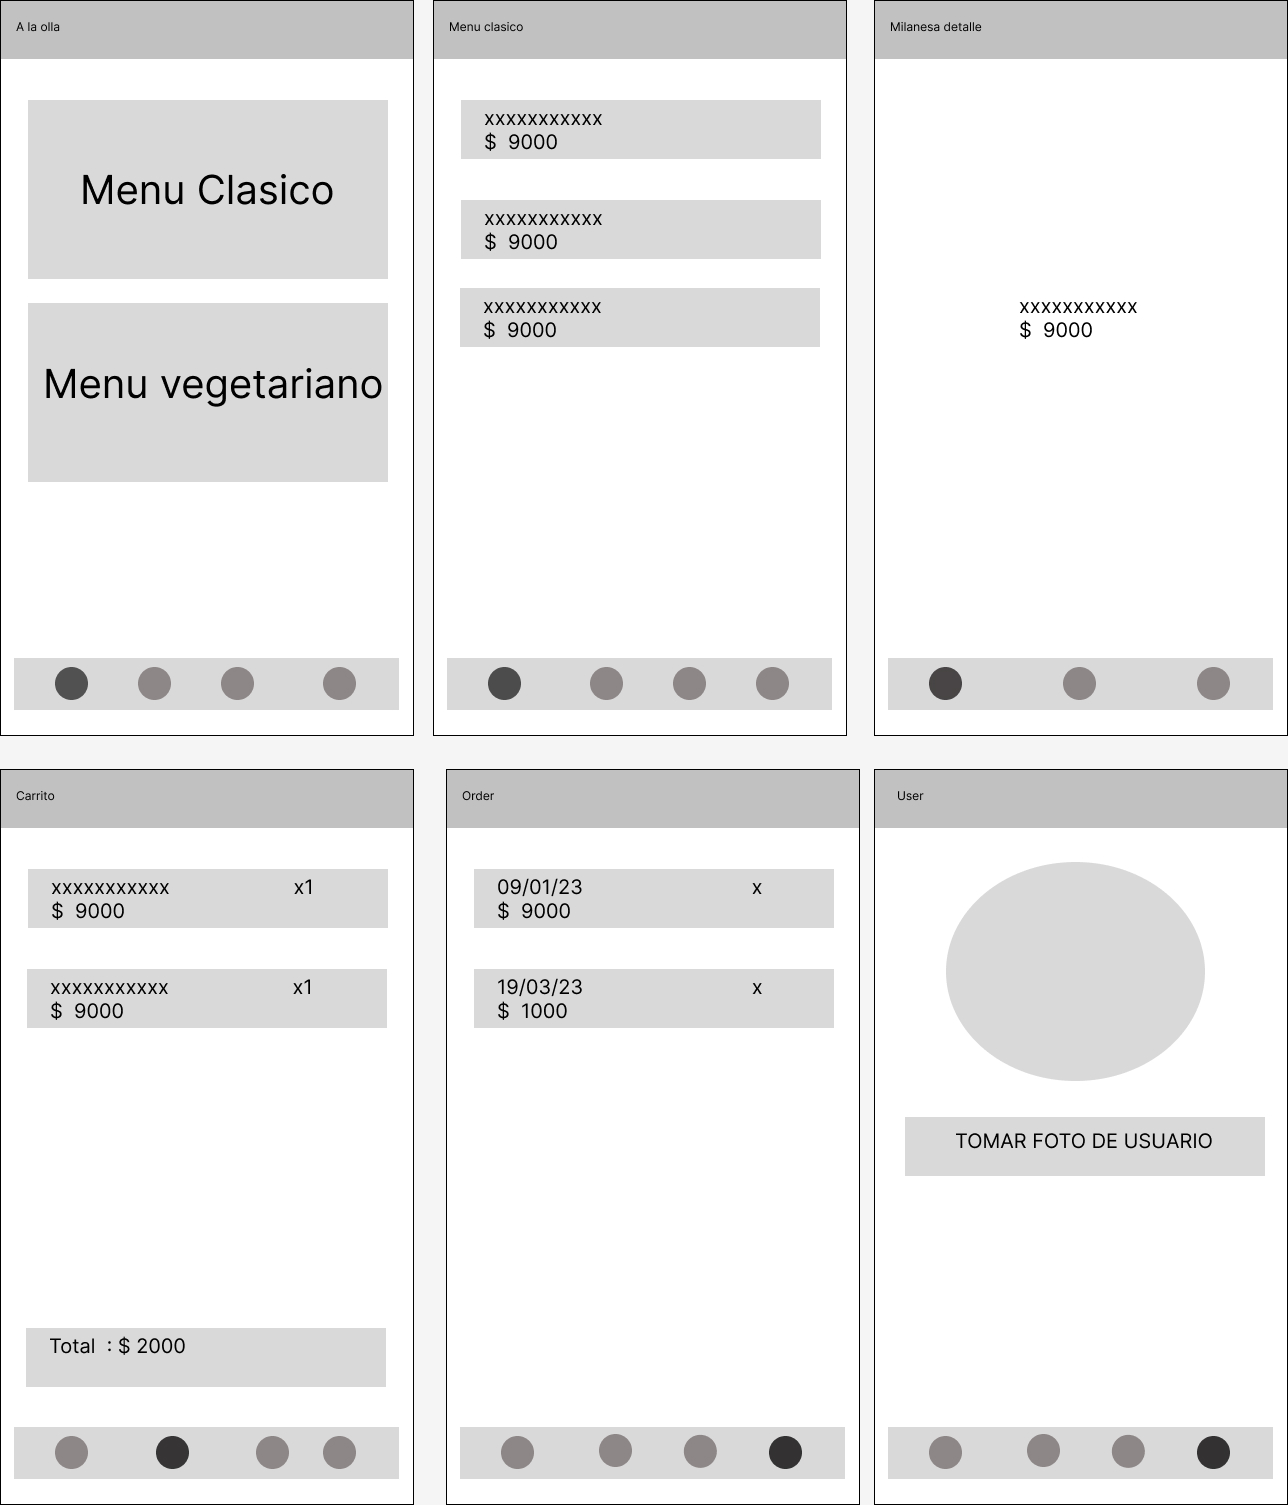 A la olla
Menu Clasico
Menu vegetariano
Menu clasico
xxxxxxxxxxx
$ 9000
xxxxxxxxxxx
$ 9000
xxxxxxxxxxx
$ 9000
Milanesa detalle
xxxxxxxxxxx
$ 9000
Carrito
xxxxxxxxxxx x1
$ 9000
xxxxxxxxxxx x1
$ 9000
Total : $ 2000
Order
09/01/23 x
$ 9000
19/03/23 x
$ 1000
User
TOMAR FOTO DE USUARIO